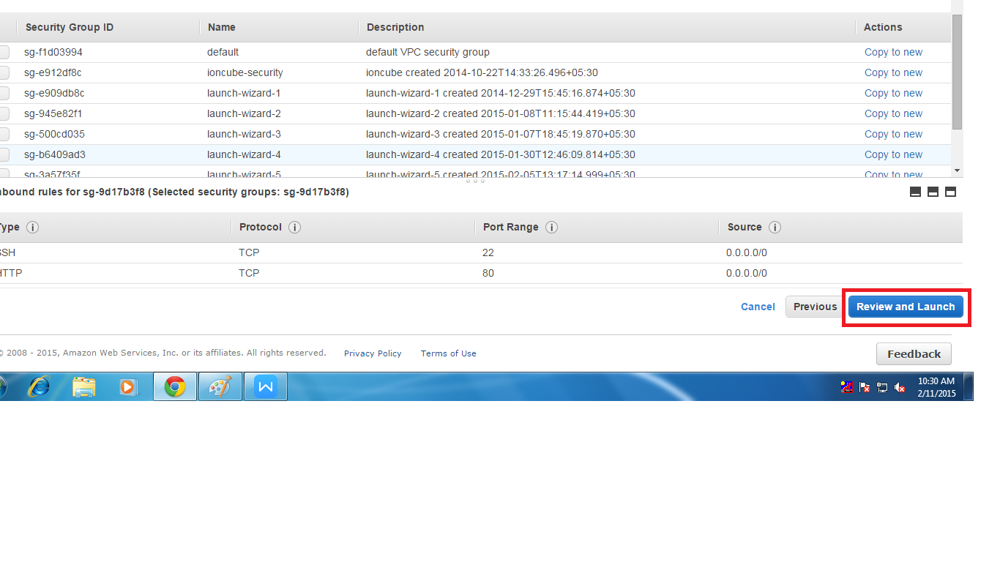 Security Group ID Name Description Actions
sg-f1d03994 default default VPC security group Copy to new
sg-e912df8c ioncube-security ioncube created 2014-10-22T14:33:26.496+05:30 Copy to new
sg-e909db8c launch-wizard-1 launch-wizard-1 created 2014-12-29T15:45:16.874+05:30 Copy to new
sg-945e82f1 launch-wizard-2 launch-wizard-2 created 2015-01-08T11:15:44.419+05:30 Copy to new
sg-500cd035 launch-wizard-3 launch-wizard-3 created 2015-01-07T18:45:19.870+05:30 Copy to new
sg-b6409ad3 launch-wizard-4 launch-wizard-4 created 2015-01-30T12:46:09.814+05:30 Copy to new
sg-3a57f35f launch-wizard-5 launch-wizard-5 created 2015-02-05T13:17:14.999+05:30 Copy to new
nbound rules for sg-9d17b3f8 (Selected security groups: sg-9d17b3f8)
Type Protocol Port Range Source
SSH TCP 22 0.0.0.0/0
HTTP TCP 80 0.0.0.0/0
Cancel Previous Review and Launch
© 2008 - 2015, Amazon Web Services, Inc. or its affiliates. All rights reserved. Privacy Policy Terms of Use Feedback
10:30 AM
2/11/2015